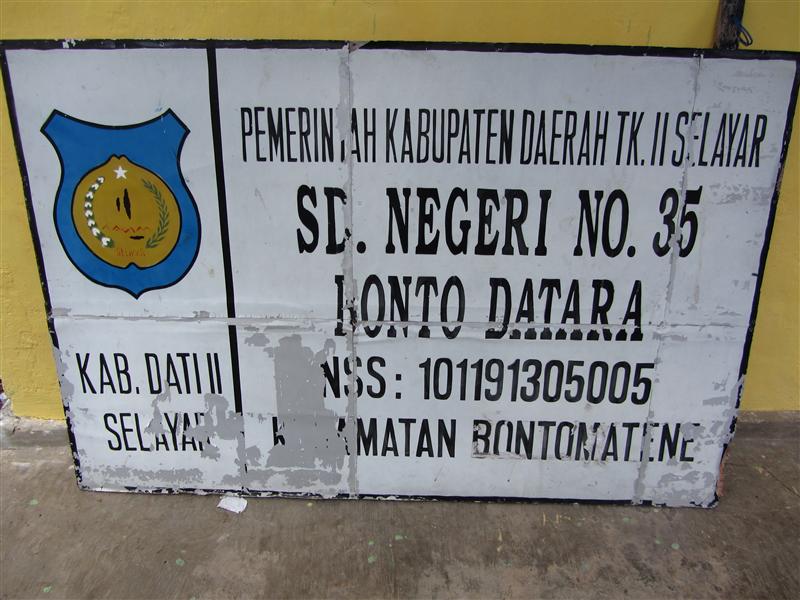 PEMERINTAH KABUPATEN DAERAH TK. II SELAYAR
SD. NEGERI NO. 35
BONTO DATARA
NSS : 101191305005
KECAMATAN BONTOMATENE
KAB. DATI II
SELAYAR